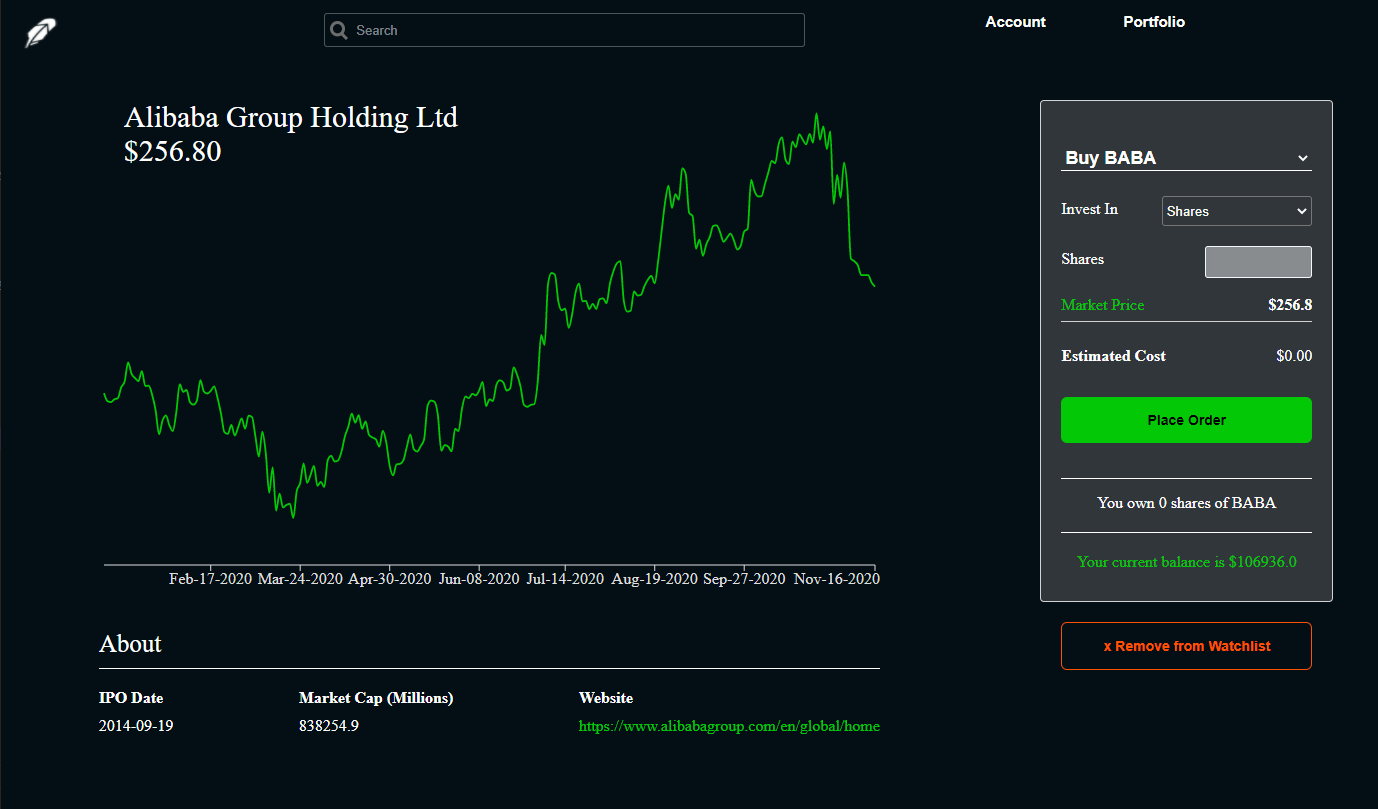 Search
Account
Portfolio
Alibaba Group Holding Ltd
$256.80
Feb-17-2020 Mar-24-2020 Apr-30-2020 Jun-08-2020 Jul-14-2020 Aug-19-2020 Sep-27-2020 Nov-16-2020
About
IPO Date Market Cap (Millions) Website
2014-09-19 838254.9 https://www.alibabagroup.com/en/global/home
Buy BABA
Invest In Shares
Shares
Market Price $256.8
Estimated Cost $0.00
Place Order
You own 0 shares of BABA
Your current balance is $106936.0
x Remove from Watchlist